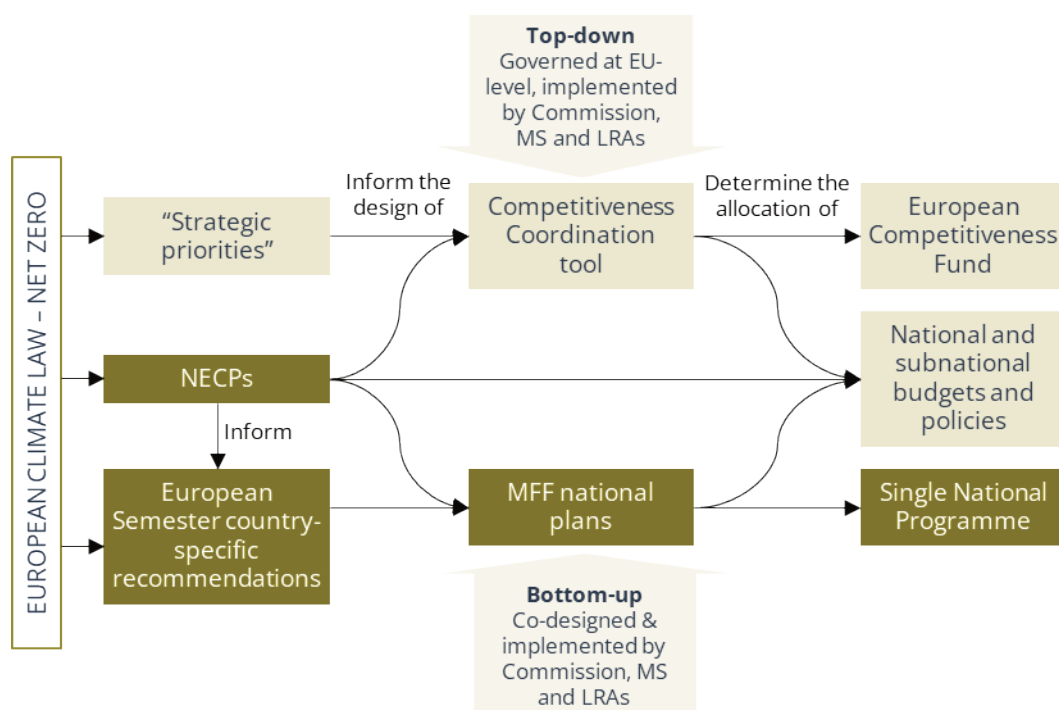 Top-down
Governed at EU-
level, implemented
by Commission,
MS and LRAs
EUROPEAN CLIMATE LAW – NET ZERO
“Strategic
priorities”
Inform the
design of
Competitiveness
Coordination
tool
Determine the
allocation of
European
Competitiveness
Fund
NECPs
National and
subnational
budgets and
policies
Inform
European
Semester country-
specific
recommendations
MFF national
plans
Single National
Programme
Bottom-up
Co-designed &
implemented by
Commission, MS
and LRAs